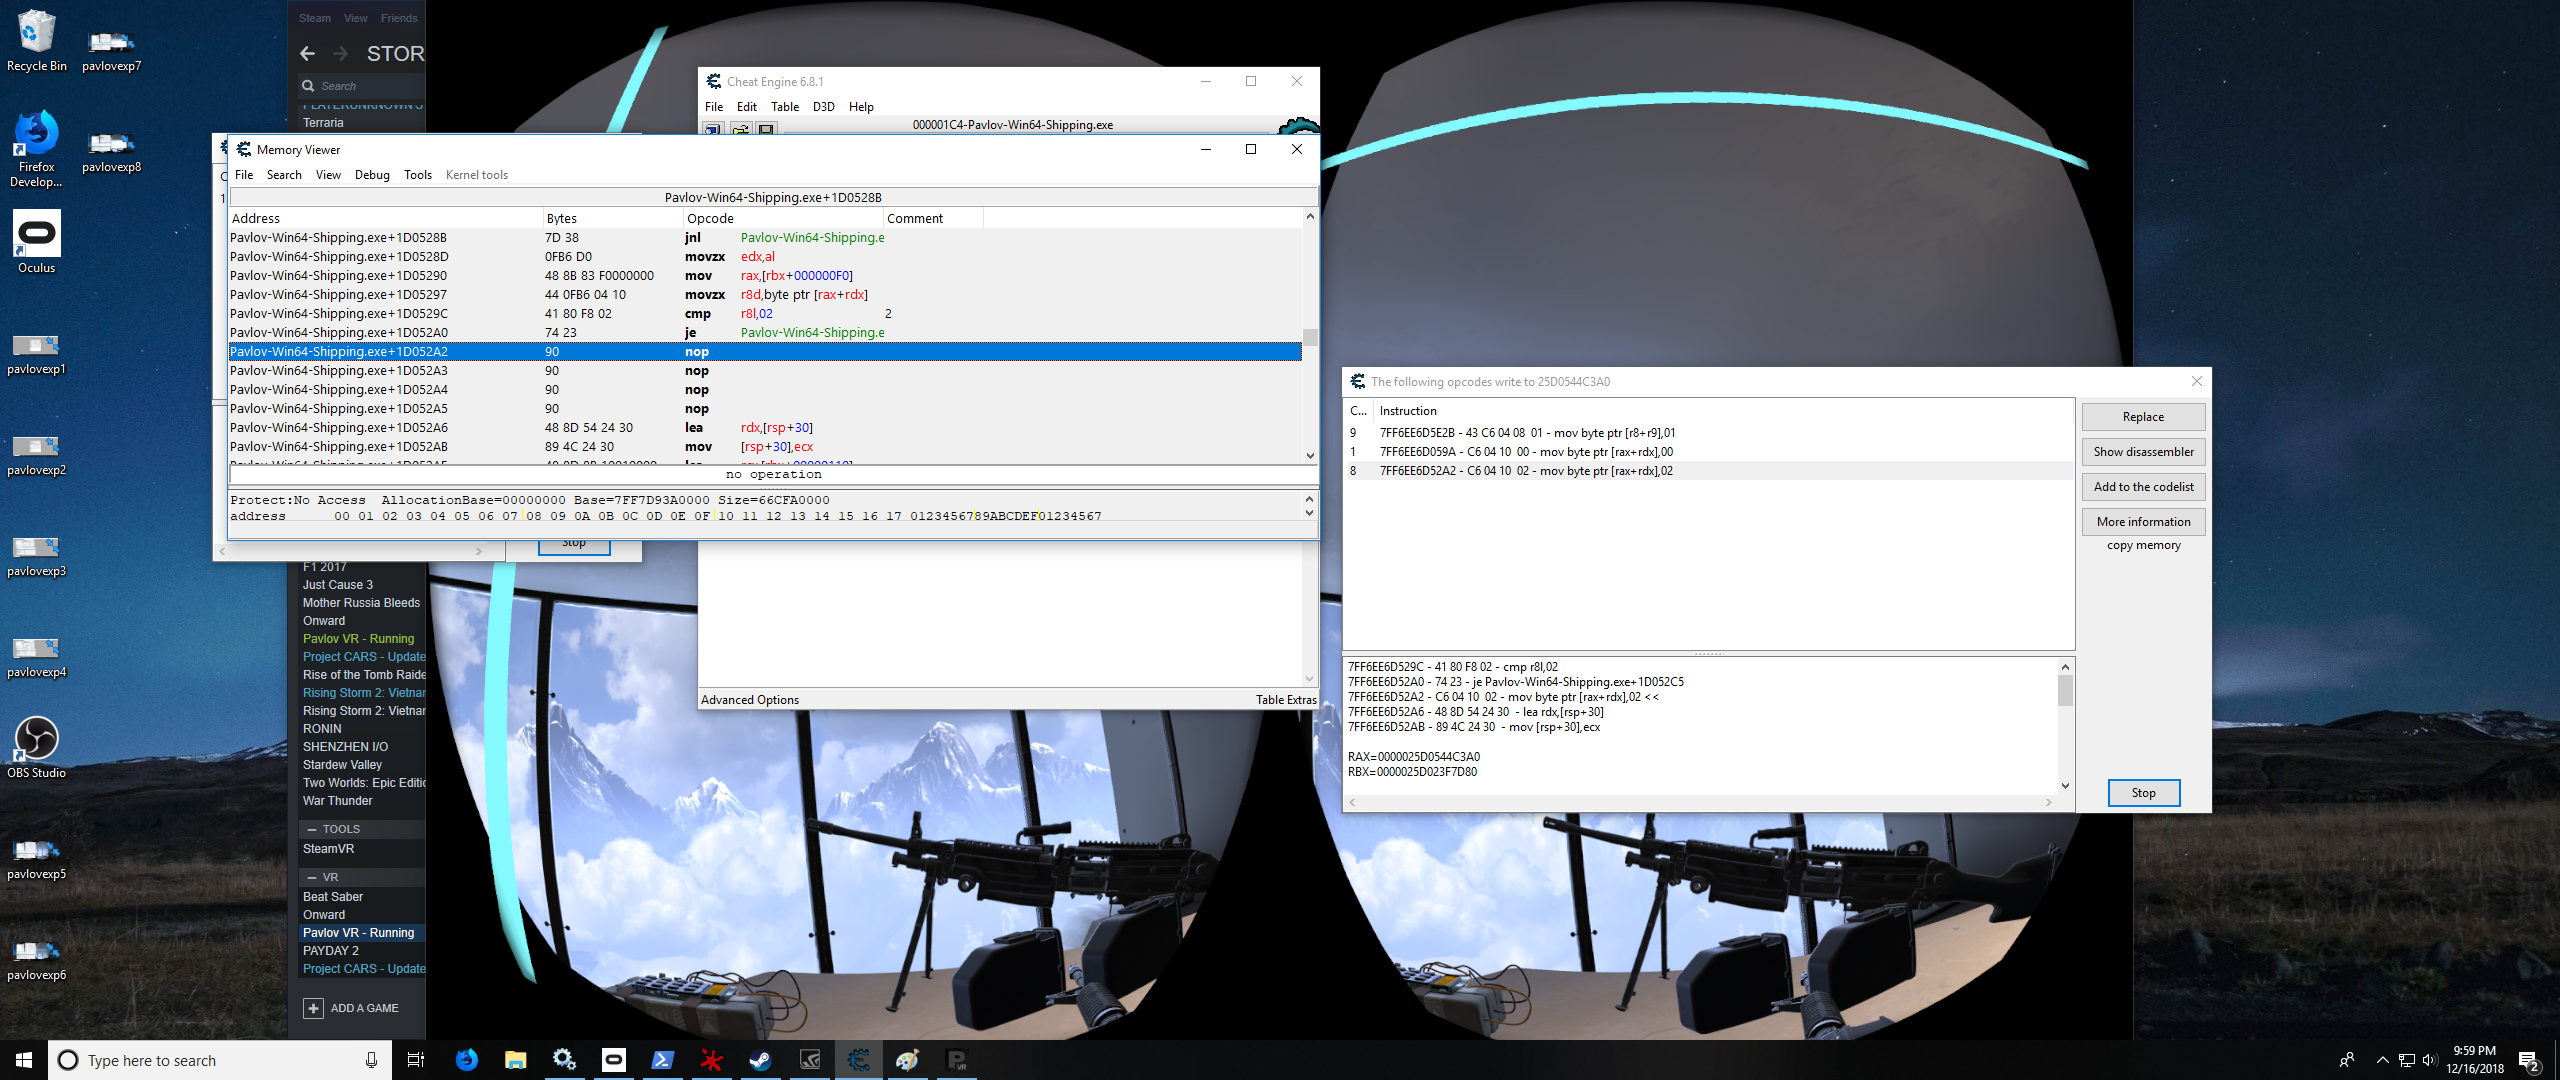 Recycle Bin
pavlovexp7
Firefox
Develop...
pavlovexp8
Oculus
pavlovexp1
pavlovexp2
pavlovexp3
pavlovexp4
OBS Studio
pavlovexp5
pavlovexp6
Steam View Friends
STOR
Search
Terraria
F1 2017
Just Cause 3
Mother Russia Bleeds
Onward
Pavlov VR - Running
Project CARS - Update
Rise of the Tomb Raide
Rising Storm 2: Vietnar
Rising Storm 2: Vietnar
RONIN
SHENZHEN I/O
Stardew Valley
Two Worlds: Epic Editic
War Thunder
TOOLS
SteamVR
VR
Beat Saber
Onward
Pavlov VR - Running
PAYDAY 2
Project CARS - Update
ADD A GAME
Cheat Engine 6.8.1
File Edit Table D3D Help
000001C4-Pavlov-Win64-Shipping.exe
Memory Viewer
File Search View Debug Tools Kernel tools
Pavlov-Win64-Shipping.exe+1D0528B
Address Bytes Opcode Comment
Pavlov-Win64-Shipping.exe+1D0528B 7D 38 jnl Pavlov-Win64-Shipping.e
Pavlov-Win64-Shipping.exe+1D0528D 0FB6 D0 movzx edx,al
Pavlov-Win64-Shipping.exe+1D05290 48 8B 83 F0000000 mov rax,[rbx+000000F0]
Pavlov-Win64-Shipping.exe+1D05297 44 0FB6 04 10 movzx r8d,byte ptr [rax+rdx]
Pavlov-Win64-Shipping.exe+1D0529C 41 80 F8 02 cmp r8l,02 2
Pavlov-Win64-Shipping.exe+1D052A0 74 23 je Pavlov-Win64-Shipping.e
Pavlov-Win64-Shipping.exe+1D052A2 90 nop
Pavlov-Win64-Shipping.exe+1D052A3 90 nop
Pavlov-Win64-Shipping.exe+1D052A4 90 nop
Pavlov-Win64-Shipping.exe+1D052A5 90 nop
Pavlov-Win64-Shipping.exe+1D052A6 48 8D 54 24 30 lea rdx,[rsp+30]
Pavlov-Win64-Shipping.exe+1D052AB 89 4C 24 30 mov [rsp+30],ecx
no operation
Protect:No Access AllocationBase=00000000 Base=7FF7D93A0000 Size=66CFA0000
address 00 01 02 03 04 05 06 07 08 09 0A 0B 0C 0D 0E 0F 10 11 12 13 14 15 16 17 0123456789ABCDEF01234567
Stop
Advanced Options
Table Extras
The following opcodes write to 25D0544C3A0
C... Instruction
9 7FF6EE6D5E2B - 43 C6 04 08 01 - mov byte ptr [r8+r9],01
1 7FF6EE6D059A - C6 04 10 00 - mov byte ptr [rax+rdx],00
8 7FF6EE6D52A2 - C6 04 10 02 - mov byte ptr [rax+rdx],02
Replace
Show disassembler
Add to the codelist
More information
copy memory
7FF6EE6D529C - 41 80 F8 02 - cmp r8l,02
7FF6EE6D52A0 - 74 23 - je Pavlov-Win64-Shipping.exe+1D052C5
7FF6EE6D52A2 - C6 04 10 02 - mov byte ptr [rax+rdx],02 <<
7FF6EE6D52A6 - 48 8D 54 24 30 - lea rdx,[rsp+30]
7FF6EE6D52AB - 89 4C 24 30 - mov [rsp+30],ecx
RAX=0000025D0544C3A0
RBX=0000025D023F7D80
Stop
Type here to search
9:59 PM
12/16/2018
2